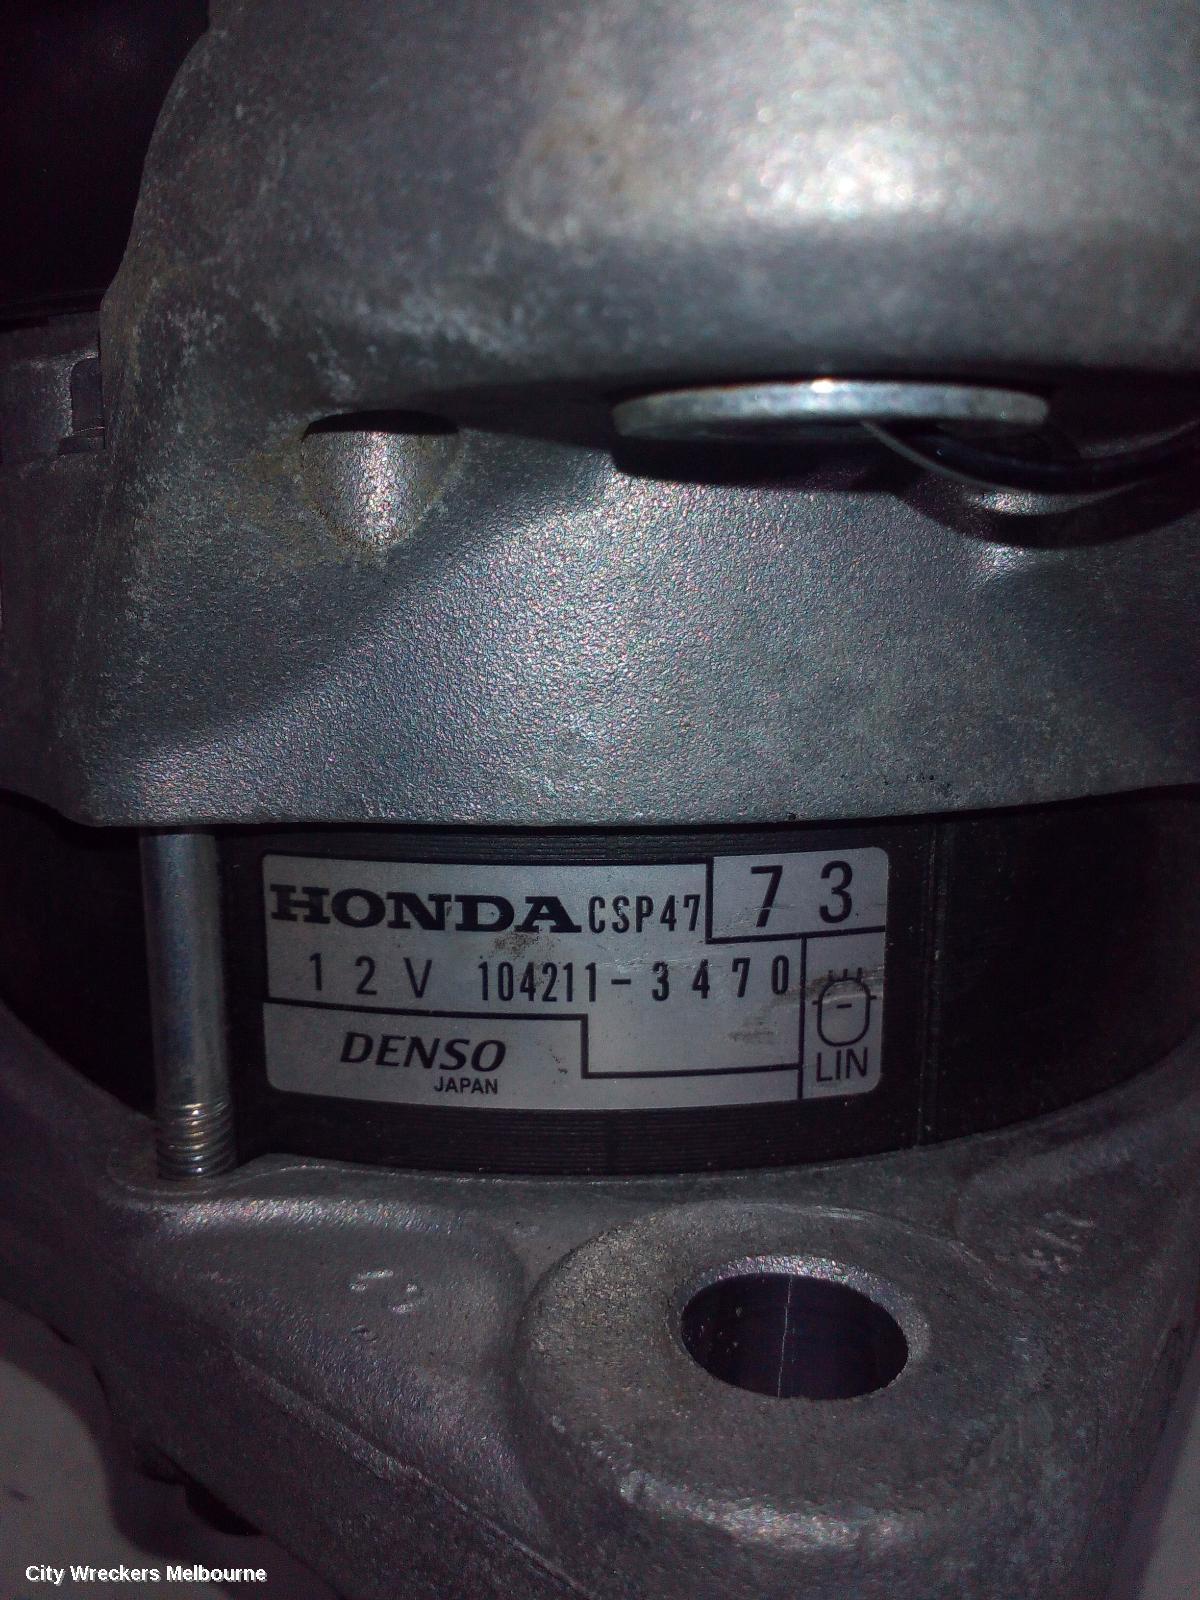 HONDA CSP47 73
12V 104211-3470
DENSO
JAPAN
LIN
City Wreckers Melbourne